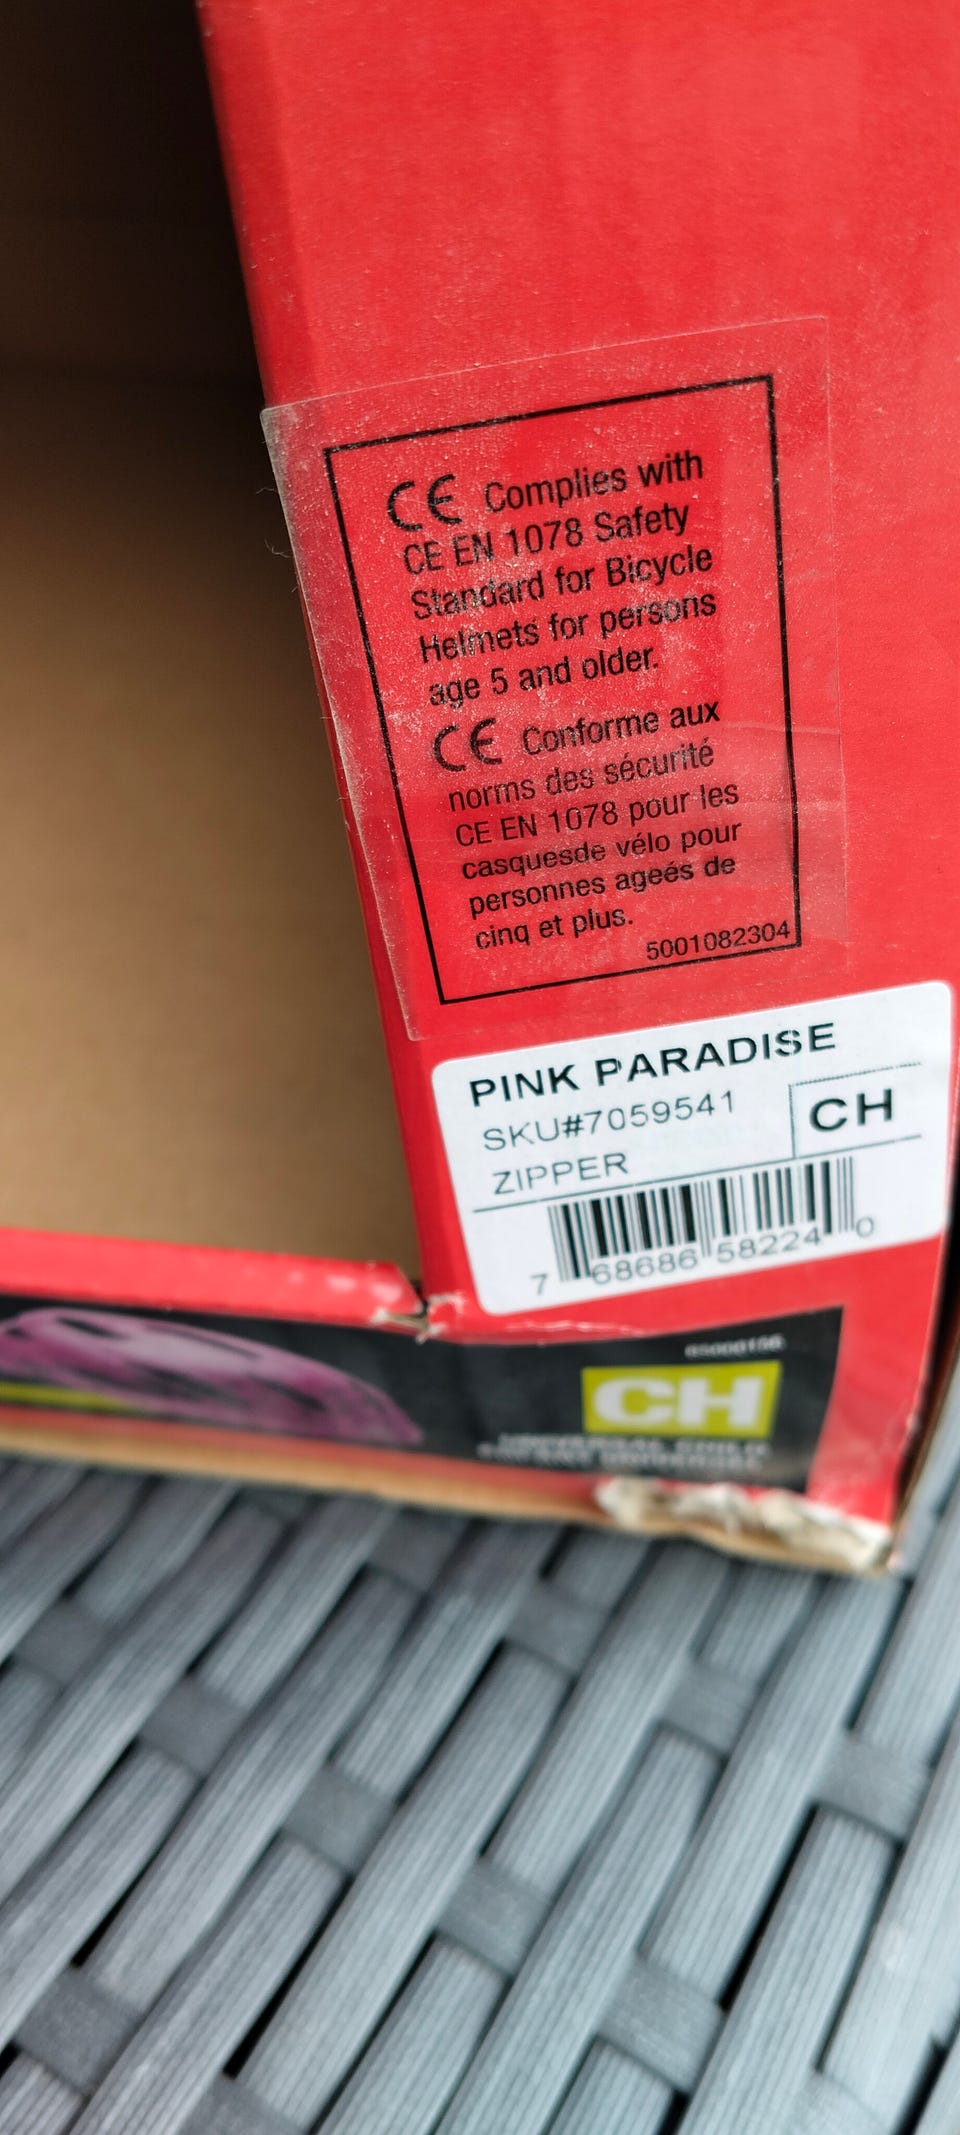 CE Complies with
CE EN 1078 Safety
Standard for Bicycle
Helmets for persons
age 5 and older.
CE Conforme aux
norms des sécurité
CE EN 1078 pour les
casquesde vélo pour
personnes ageés de
cinq et plus.
5001082304
PINK PARADISE
SKU#7059541
CH
ZIPPER
7 68686 58224 0
CH
UNIVERSAL CHILD